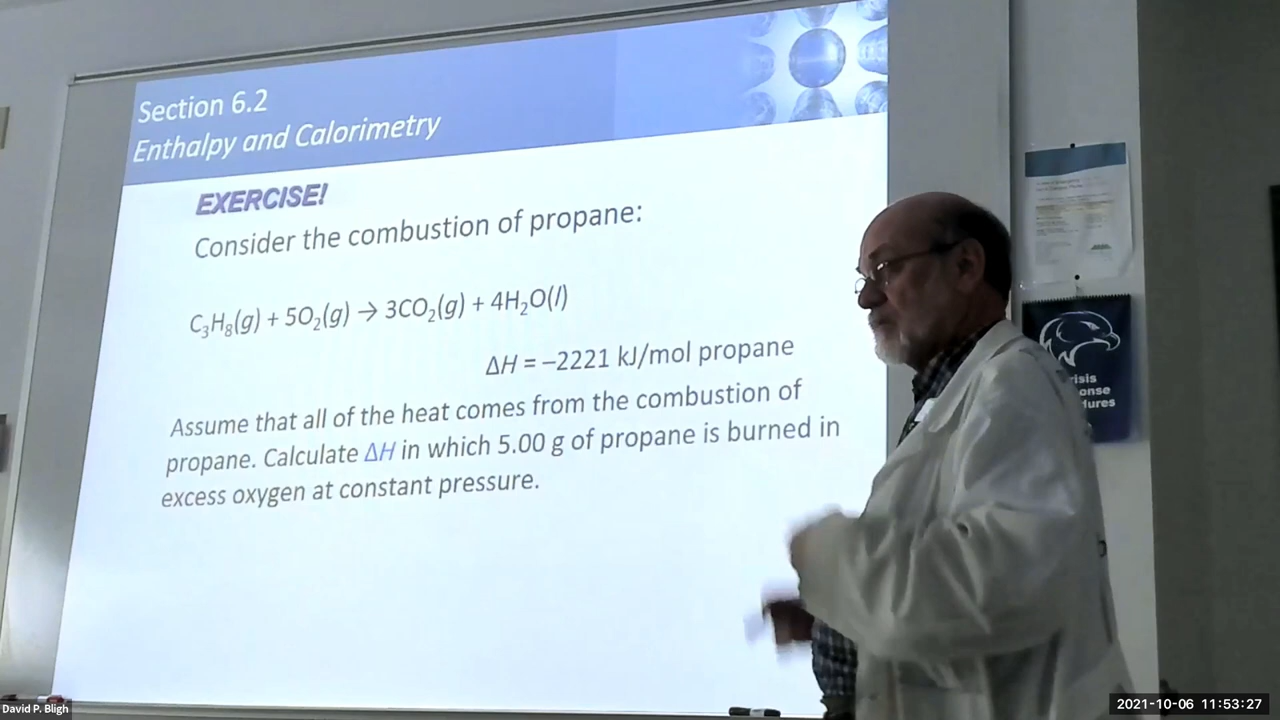 Section 6.2
Enthalpy and Calorimetry
EXERCISE!
Consider the combustion of propane:
C₃H₈(g) + 5O₂(g) → 3CO₂(g) + 4H₂O(l)
ΔH = –2221 kJ/mol propane
Assume that all of the heat comes from the combustion of
propane. Calculate ΔH in which 5.00 g of propane is burned in
excess oxygen at constant pressure.
risis
onse
dures
David P. Bligh
2021-10-06 11:53:27